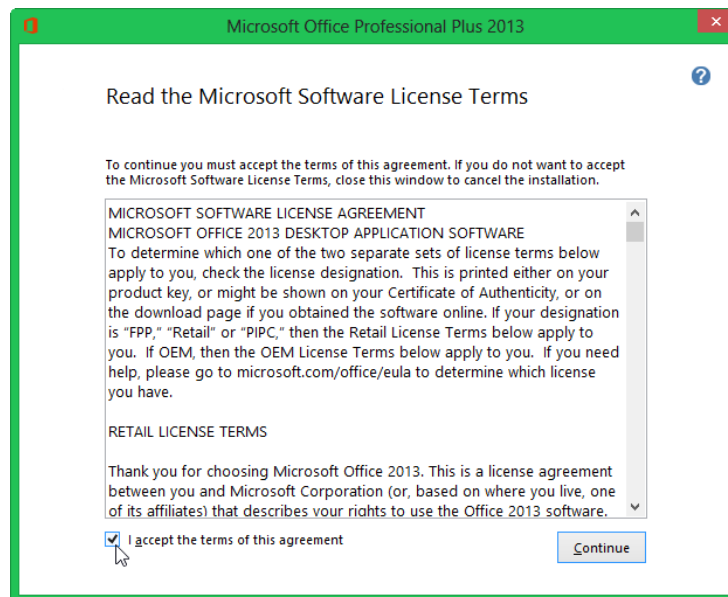 Microsoft Office Professional Plus 2013
Read the Microsoft Software License Terms
To continue you must accept the terms of this agreement. If you do not want to accept
the Microsoft Software License Terms, close this window to cancel the installation.
MICROSOFT SOFTWARE LICENSE AGREEMENT
MICROSOFT OFFICE 2013 DESKTOP APPLICATION SOFTWARE
To determine which one of the two separate sets of license terms below
apply to you, check the license designation.  This is printed either on your
product key, or might be shown on your Certificate of Authenticity, or on
the download page if you obtained the software online. If your designation
is “FPP,” “Retail” or “PIPC,” then the Retail License Terms below apply to
you.  If OEM, then the OEM License Terms below apply to you.  If you need
help, please go to microsoft.com/office/eula to determine which license
you have.
RETAIL LICENSE TERMS
Thank you for choosing Microsoft Office 2013. This is a license agreement
between you and Microsoft Corporation (or, based on where you live, one
of its affiliates) that describes your rights to use the Office 2013 software.
I accept the terms of this agreement
Continue